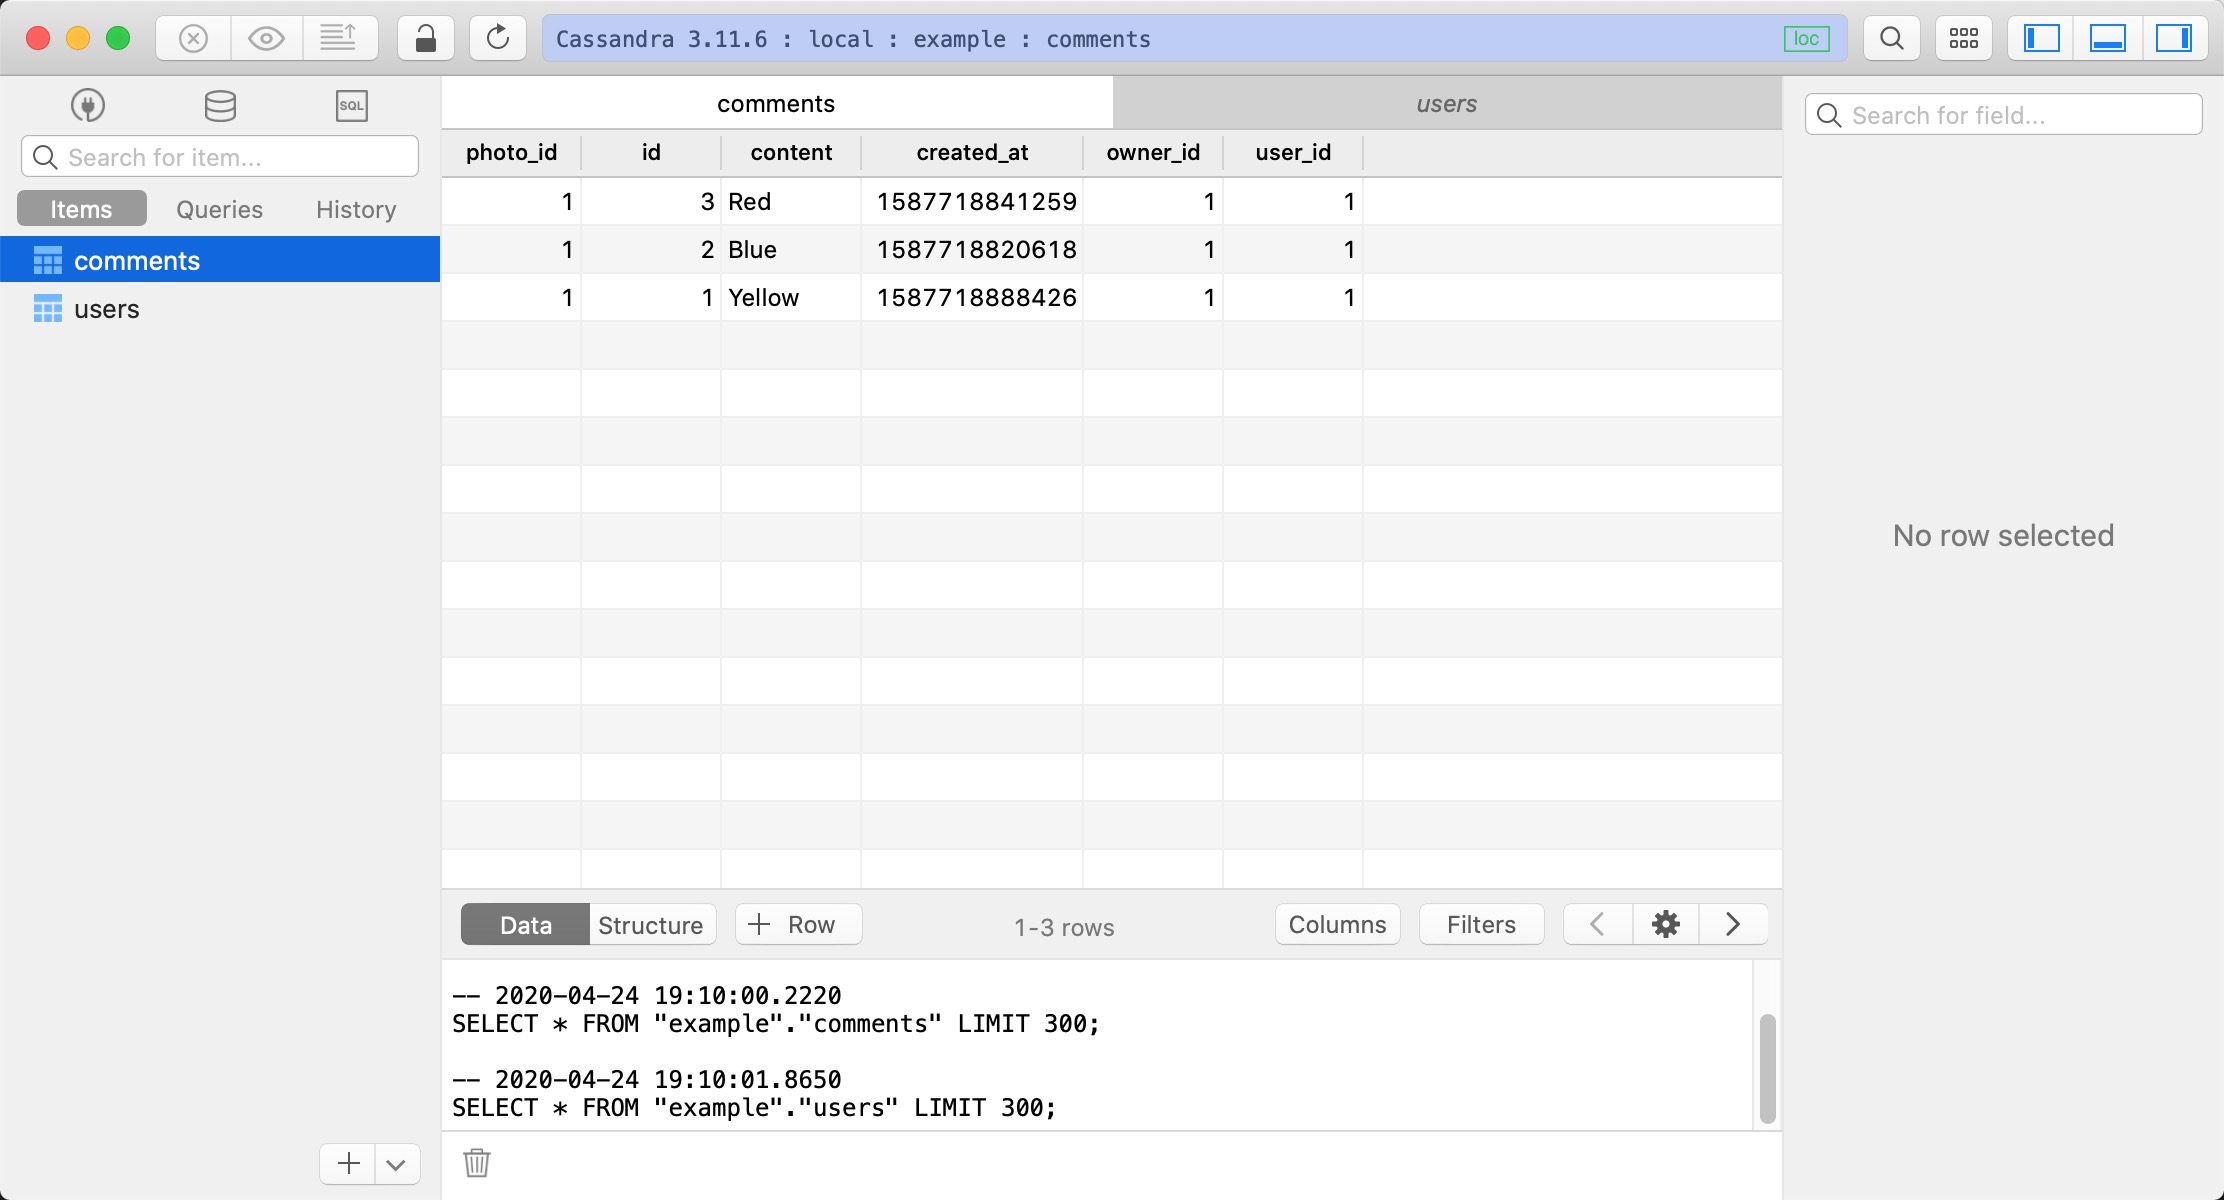 Cassandra 3.11.6 : local : example : comments
loc
SQL
Search for item...
Items Queries History
comments
users
comments users
photo_id id content created_at owner_id user_id
1 3 Red 1587718841259 1 1
1 2 Blue 1587718820618 1 1
1 1 Yellow 1587718888426 1 1
Data Structure + Row 1-3 rows Columns Filters
-- 2020-04-24 19:10:00.2220
SELECT * FROM "example"."comments" LIMIT 300;
-- 2020-04-24 19:10:01.8650
SELECT * FROM "example"."users" LIMIT 300;
Search for field...
No row selected